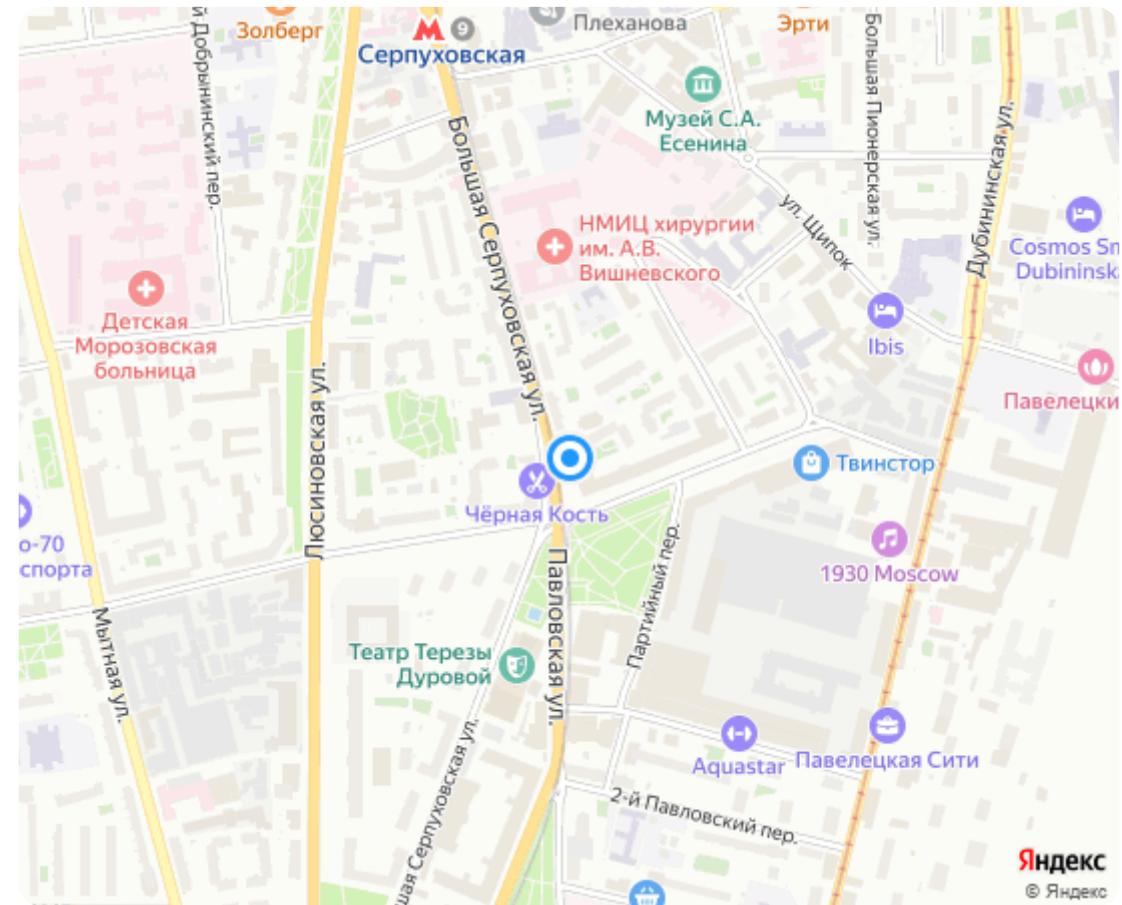 Золберг
9
Серпуховская
Плеханова
Эрти
й Добрынинский пер.
Большая Пионерская ул.
Музей С.А.
Есенина
Дубининская ул.
Большая Серпуховская ул.
ул. Щипок
НМИЦ хирургии
им. А.В.
Вишневского
Cosmos Sm
Dubininsk
Детская
Морозовская
больница
Ibis
Павелецки
Люсиновская ул.
Твинстор
Чёрная Кость
о-70
спорта
1930 Moscow
Партийный пер.
Павловская ул.
Мытная ул.
Театр Терезы
Дуровой
Aquastar
Павелецкая Сити
шая Серпуховская ул.
2-й Павловский пер.
Яндекс
© Яндекс